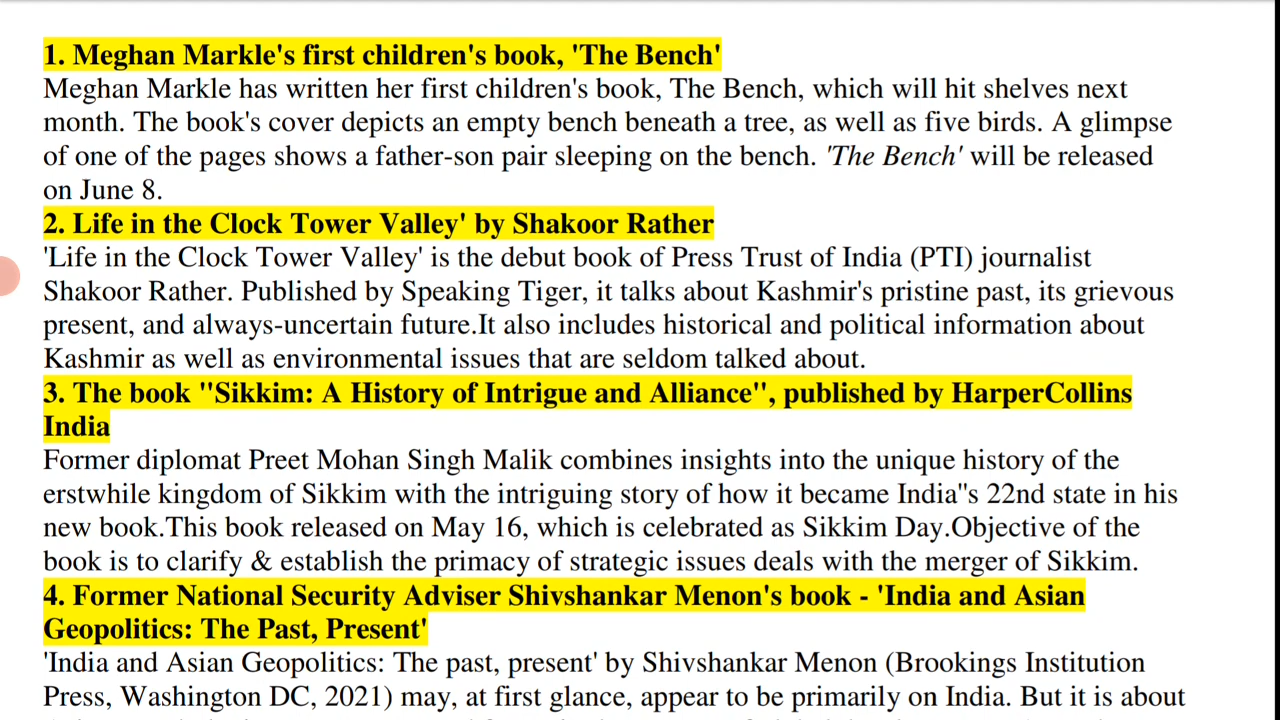 1. Meghan Markle's first children's book, 'The Bench'
Meghan Markle has written her first children's book, The Bench, which will hit shelves next
month. The book's cover depicts an empty bench beneath a tree, as well as five birds. A glimpse
of one of the pages shows a father-son pair sleeping on the bench. 'The Bench' will be released
on June 8.
2. Life in the Clock Tower Valley' by Shakoor Rather
'Life in the Clock Tower Valley' is the debut book of Press Trust of India (PTI) journalist
Shakoor Rather. Published by Speaking Tiger, it talks about Kashmir's pristine past, its grievous
present, and always-uncertain future.It also includes historical and political information about
Kashmir as well as environmental issues that are seldom talked about.
3. The book "Sikkim: A History of Intrigue and Alliance", published by HarperCollins
India
Former diplomat Preet Mohan Singh Malik combines insights into the unique history of the
erstwhile kingdom of Sikkim with the intriguing story of how it became India"s 22nd state in his
new book.This book released on May 16, which is celebrated as Sikkim Day.Objective of the
book is to clarify & establish the primacy of strategic issues deals with the merger of Sikkim.
4. Former National Security Adviser Shivshankar Menon's book - 'India and Asian
Geopolitics: The Past, Present'
'India and Asian Geopolitics: The past, present' by Shivshankar Menon (Brookings Institution
Press, Washington DC, 2021) may, at first glance, appear to be primarily on India. But it is about